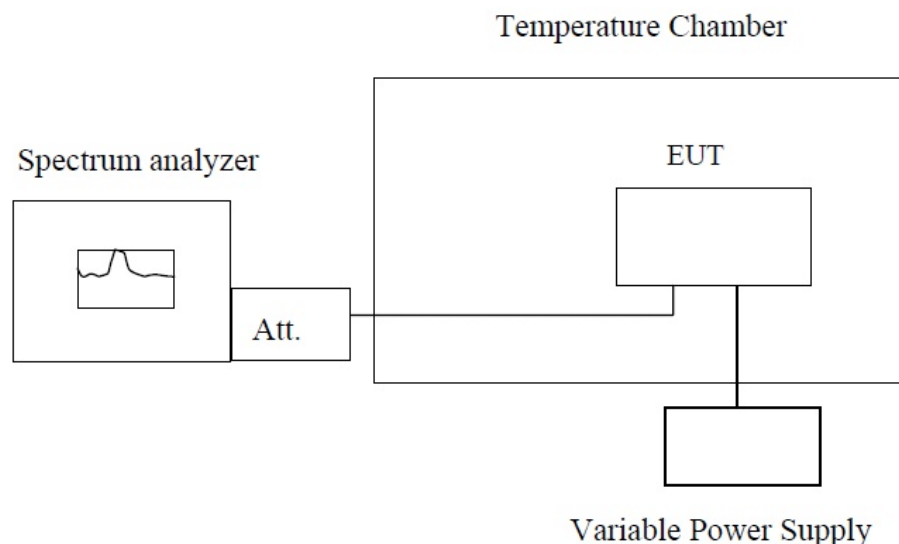 Temperature Chamber
Spectrum analyzer
EUT
Att.
Variable Power Supply